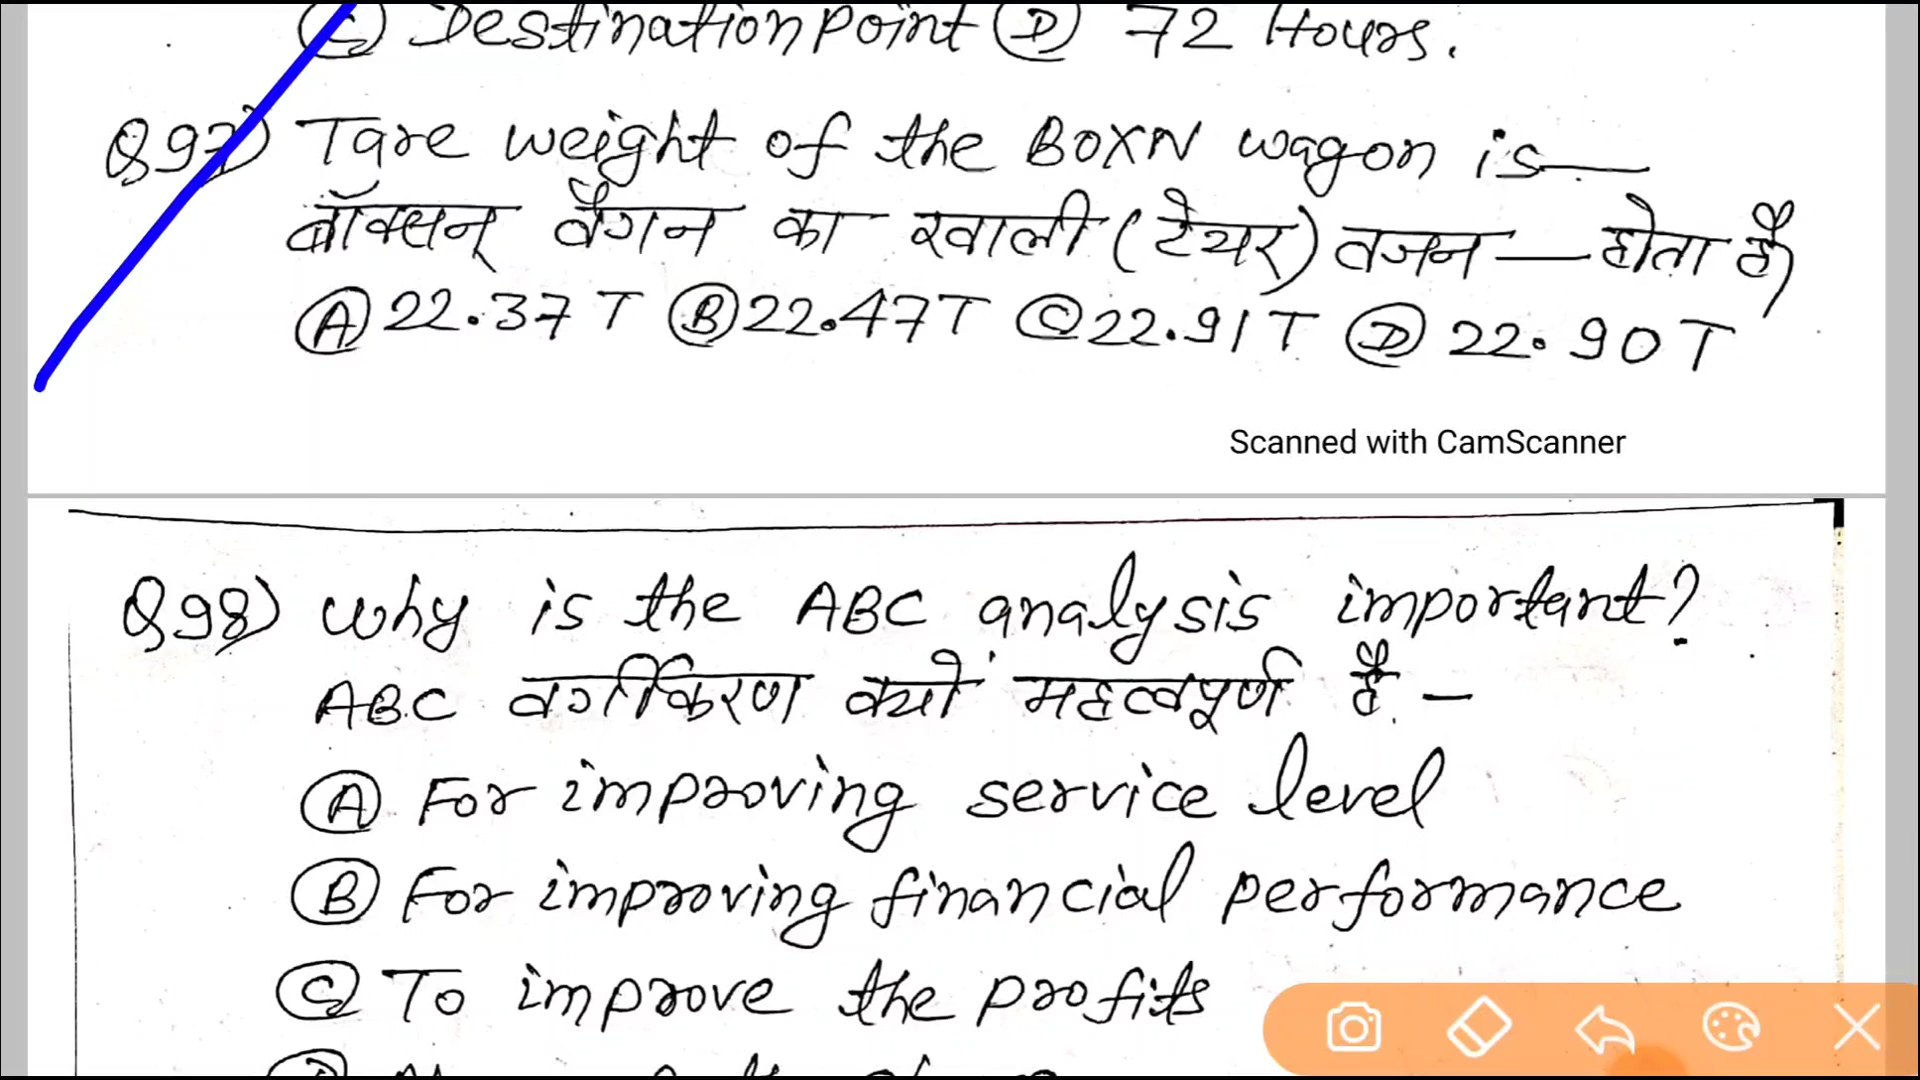 C Destination Point D 72 Hours.
Q97) Tare weight of the BOXN wagon is—
बॉक्सन् वैगन का खाली (टेयर) वजन — होता है
A 22.37 T B 22.47 T C 22.91 T D 22.90 T
Scanned with CamScanner
Q98) Why is the ABC analysis important?
ABC वर्गीकिरण क्यों महत्वपूर्ण है –
A For improving service level
B For improving financial performance
C To improve the profits